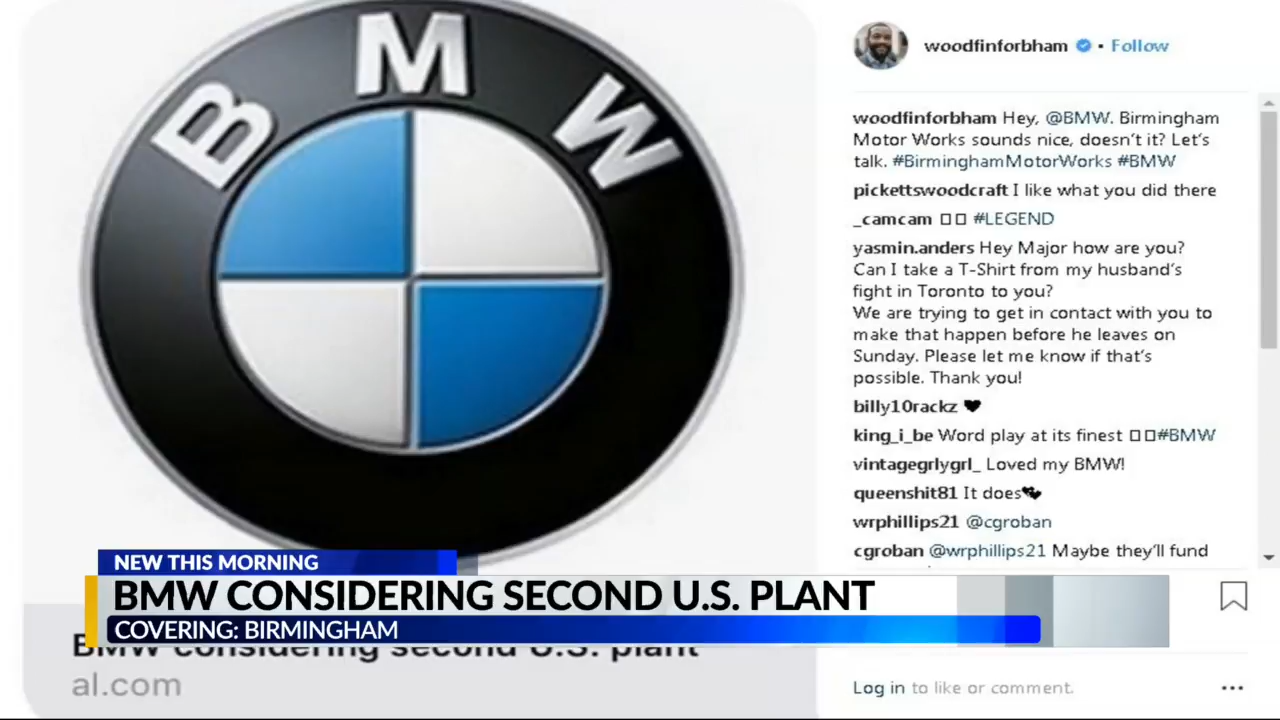 BMW
woodfinforbham • Follow
woodfinforbham Hey, @BMW. Birmingham
Motor Works sounds nice, doesn't it? Let's
talk. #BirminghamMotorWorks #BMW
pickettswoodcraft I like what you did there
_camcam #LEGEND
yasmin.anders Hey Major how are you?
Can I take a T-Shirt from my husband's
fight in Toronto to you?
We are trying to get in contact with you to
make that happen before he leaves on
Sunday. Please let me know if that's
possible. Thank you!
billy10rackz
king_i_be Word play at its finest #BMW
vintagegrlygrl_ Loved my BMW!
queenshit81 It does
wrphillips21 @cgroban
cgroban @wrphillips21 Maybe they'll fund
NEW THIS MORNING
BMW CONSIDERING SECOND U.S. PLANT
COVERING: BIRMINGHAM
BMW considering second U.S. plant
al.com
Log in to like or comment.